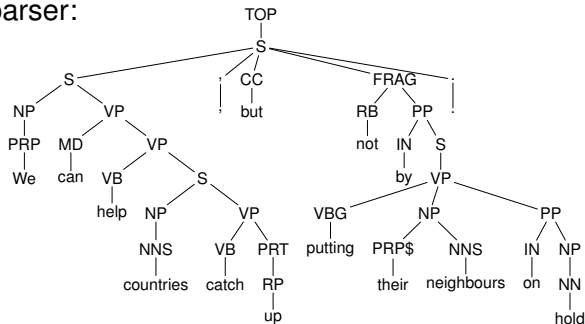 parser:
TOP
S
S , CC FRAG .
NP VP , but RB PP .
PRP MD VP not IN S
We can VB S by VP
help NP VP VBG NP PP
NNS VB PRT putting PRP$ NNS IN NP
countries catch RP their neighbours on NN
up hold